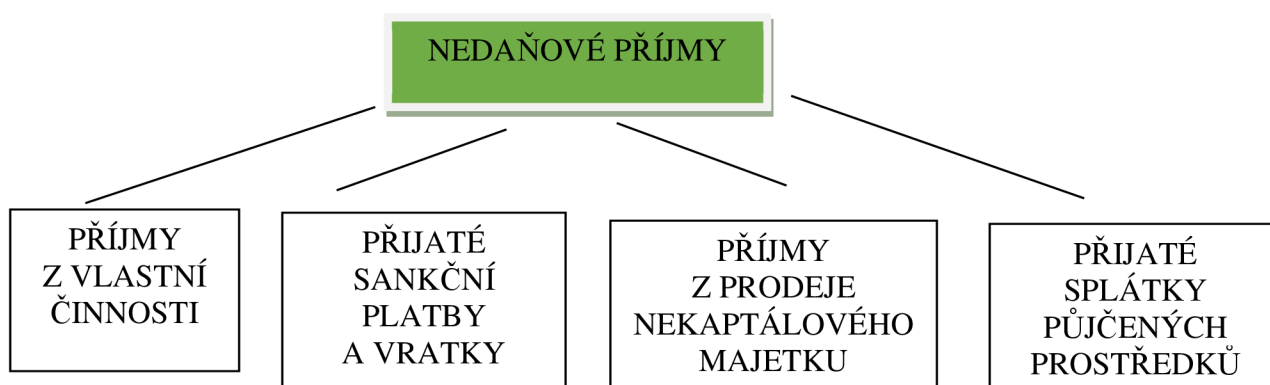 NEDAŇOVÉ PŘÍJMY
PŘÍJMY
Z VLASTNÍ
ČINNOSTI
PŘIJATÉ
SANKČNÍ
PLATBY
A VRATKY
PŘÍJMY
Z PRODEJE
NEKAPTÁLOVÉHO
MAJETKU
PŘIJATÉ
SPLÁTKY
PŮJČENÝCH
PROSTŘEDKŮ